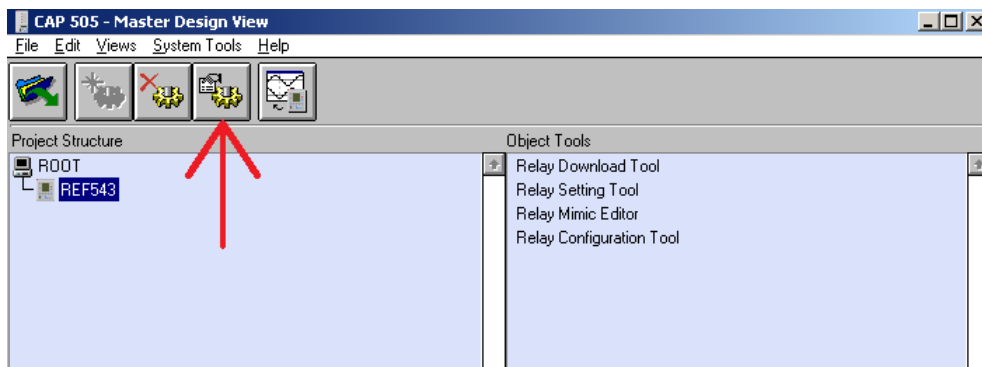 CAP 505 - Master Design View
File Edit Views System Tools Help
Project Structure
Object Tools
ROOT
REF543
Relay Download Tool
Relay Setting Tool
Relay Mimic Editor
Relay Configuration Tool